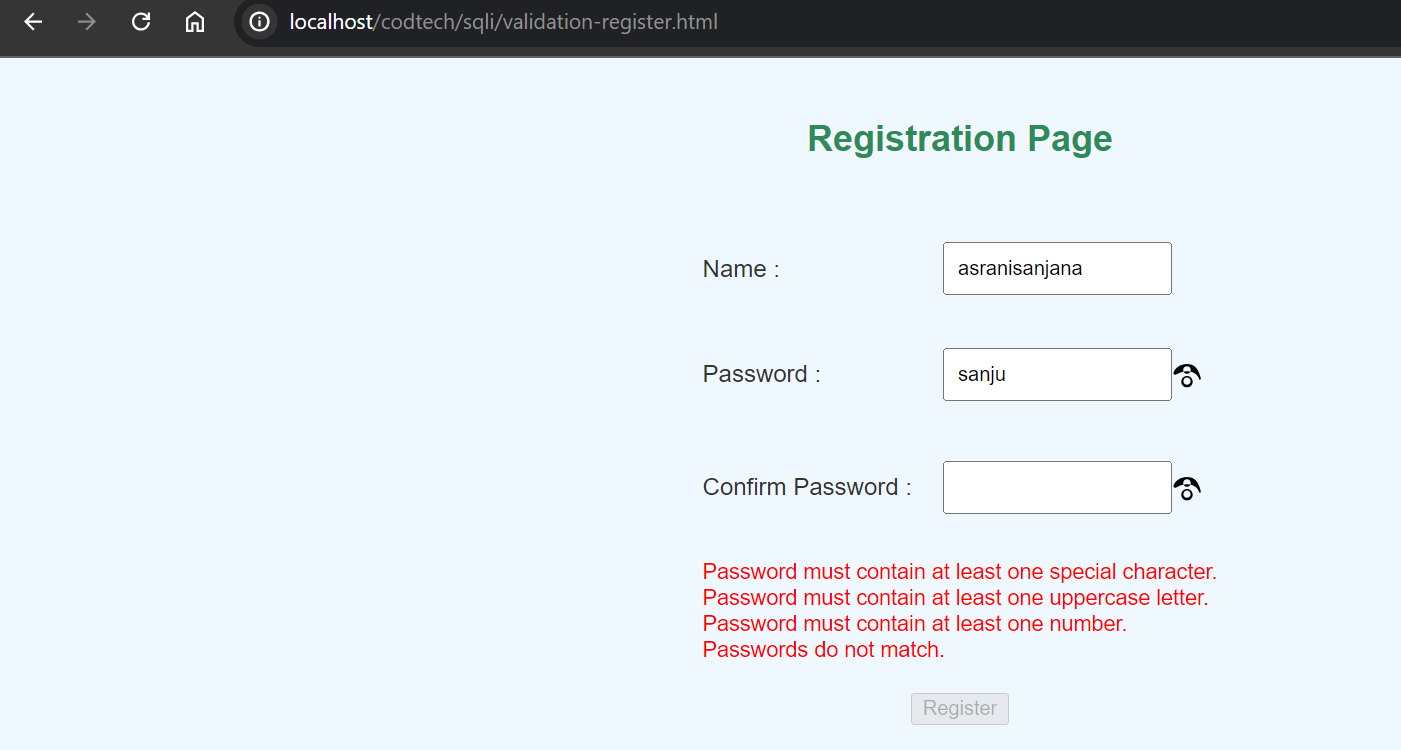 localhost/codtech/sqli/validation-register.html
Registration Page
Name : asranisanjana
Password : sanju
Confirm Password :
Password must contain at least one special character.
Password must contain at least one uppercase letter.
Password must contain at least one number.
Passwords do not match.
Register